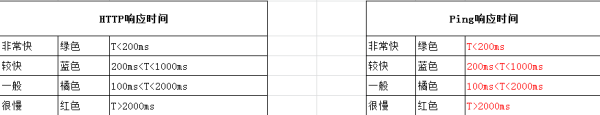 HTTP响应时间 Ping响应时间
非常快 绿色 T<200ms 非常快 绿色 T<200ms
较快 蓝色 200ms<T<1000ms 较快 蓝色 200ms<T<1000ms
一般 橘色 100ms<T<2000ms 一般 橘色 100ms<T<2000ms
很慢 红色 T>2000ms 很慢 红色 T>2000ms